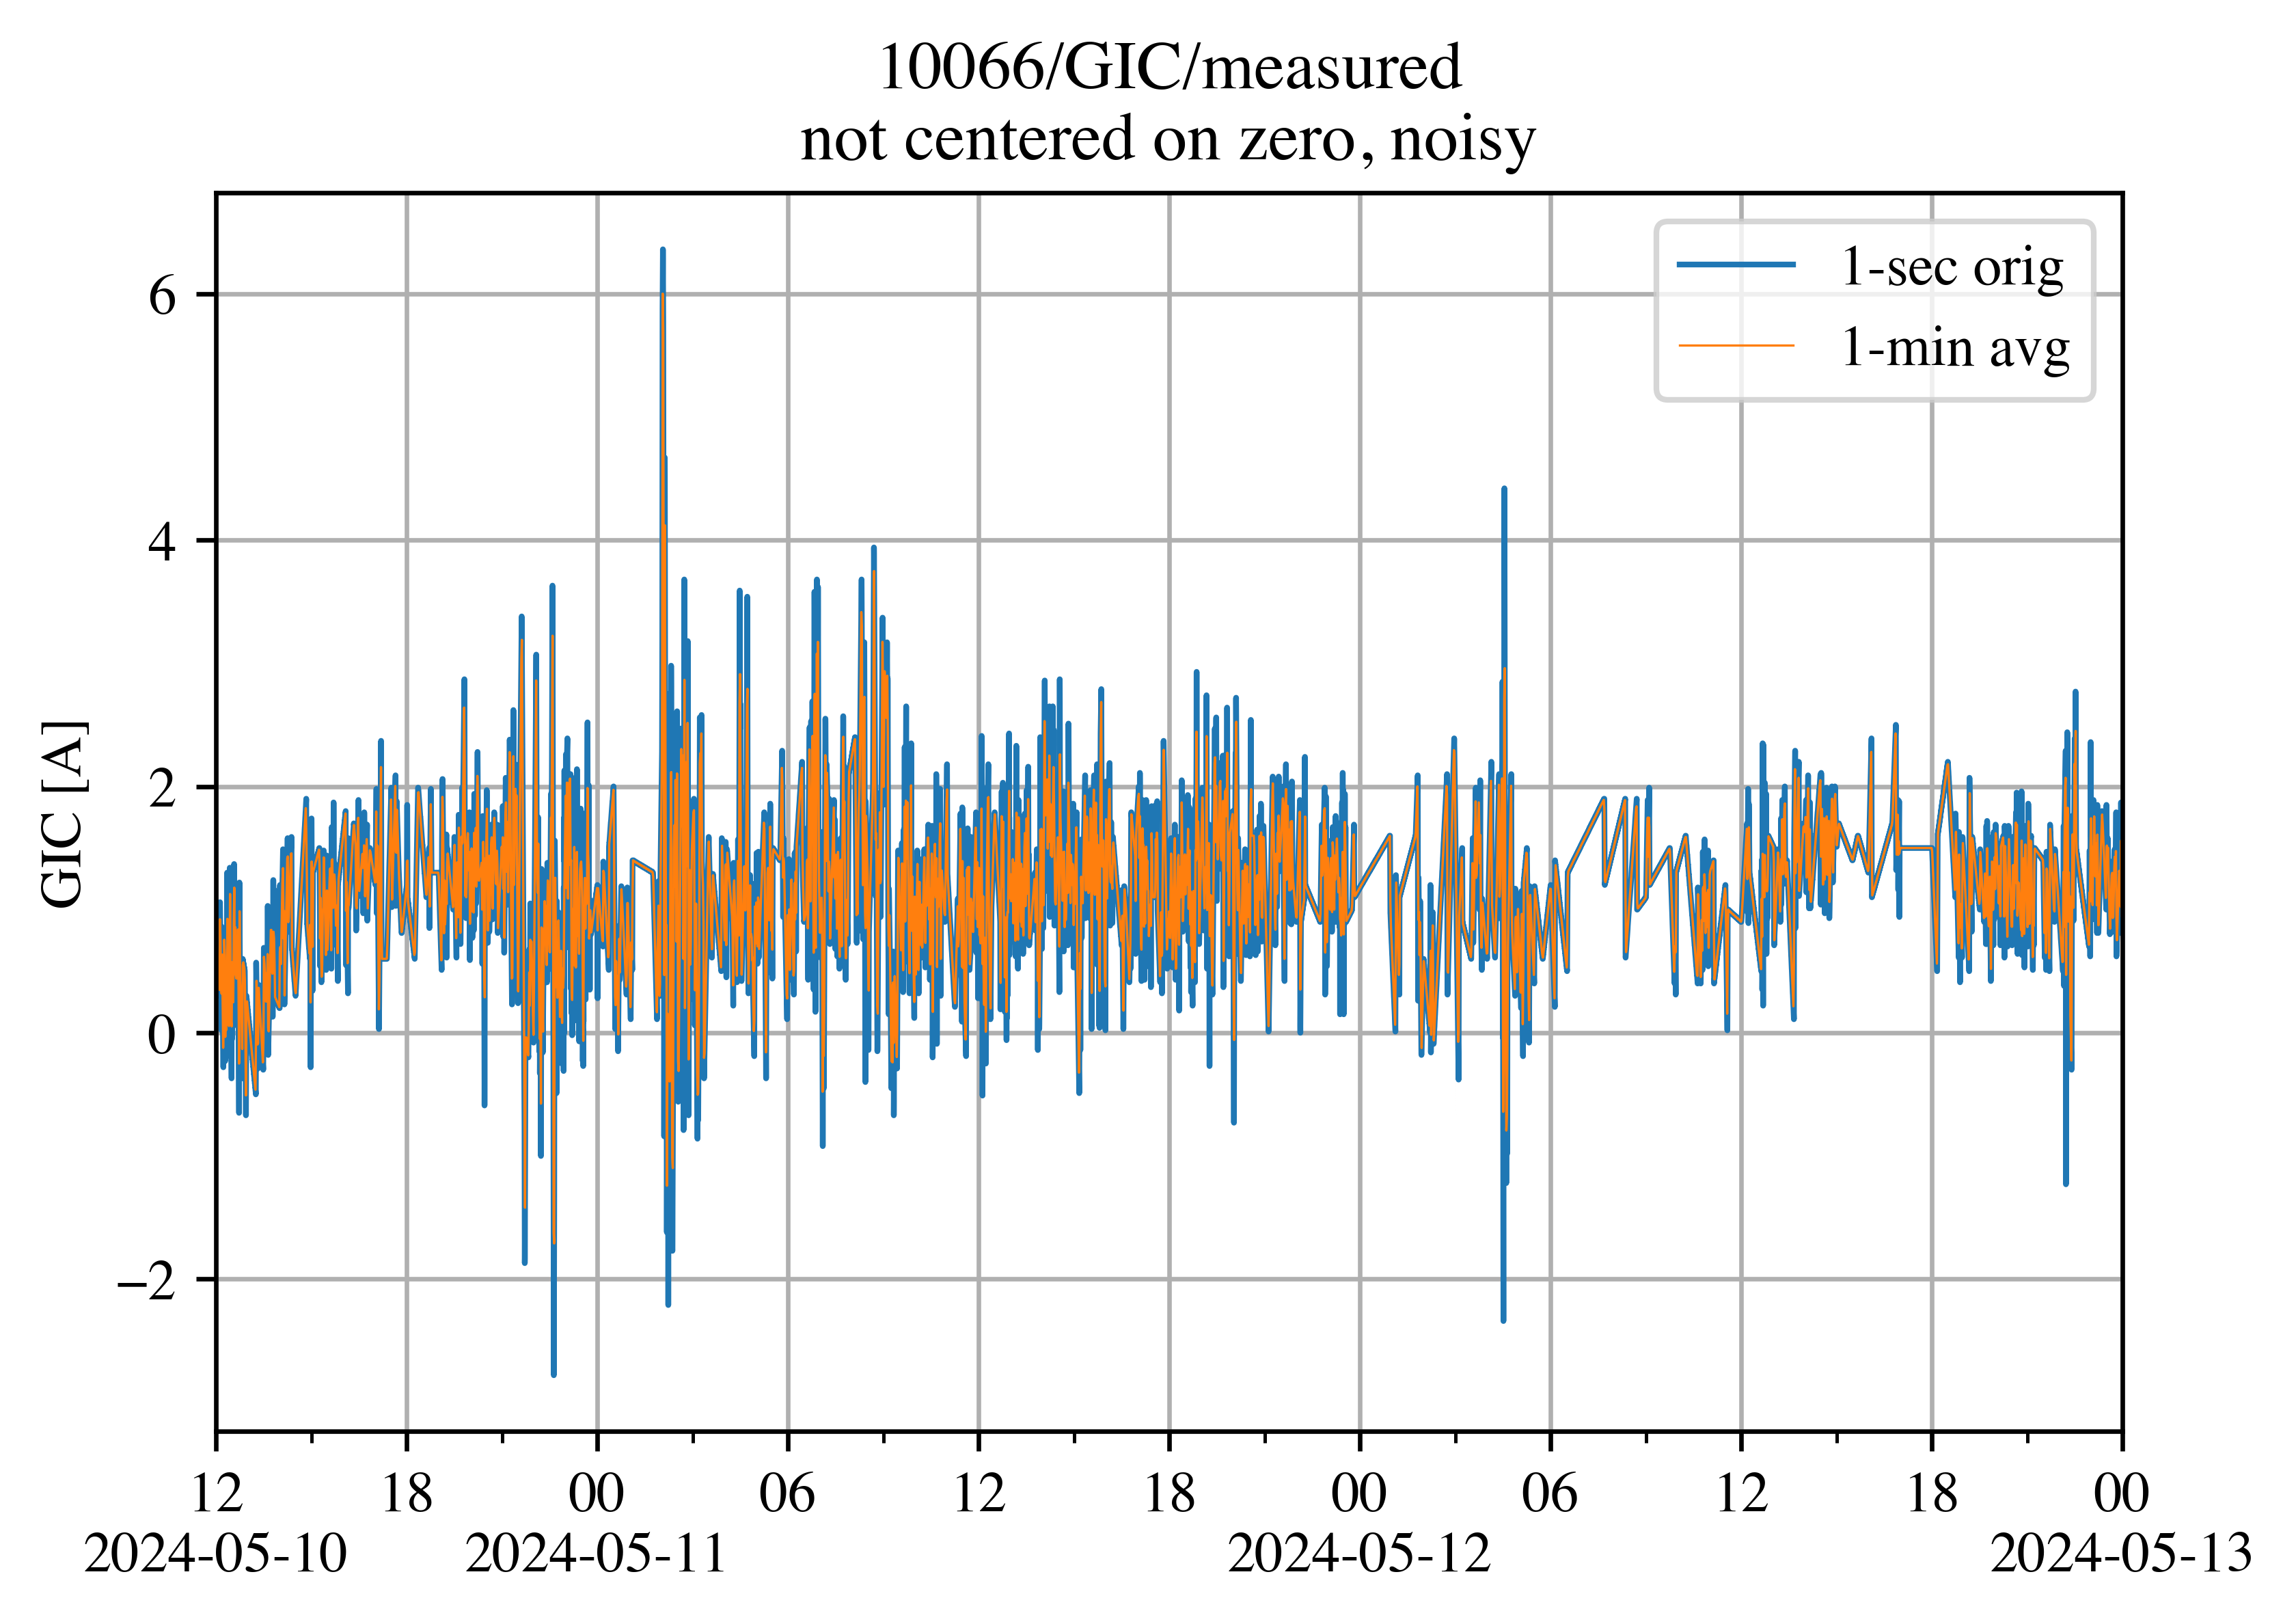 10066/GIC/measured
not centered on zero, noisy
1-sec orig
1-min avg
GIC [A]
6
4
2
0
−2
12 18 00 06 12 18 00 06 12 18 00
2024-05-10 2024-05-11 2024-05-12 2024-05-13